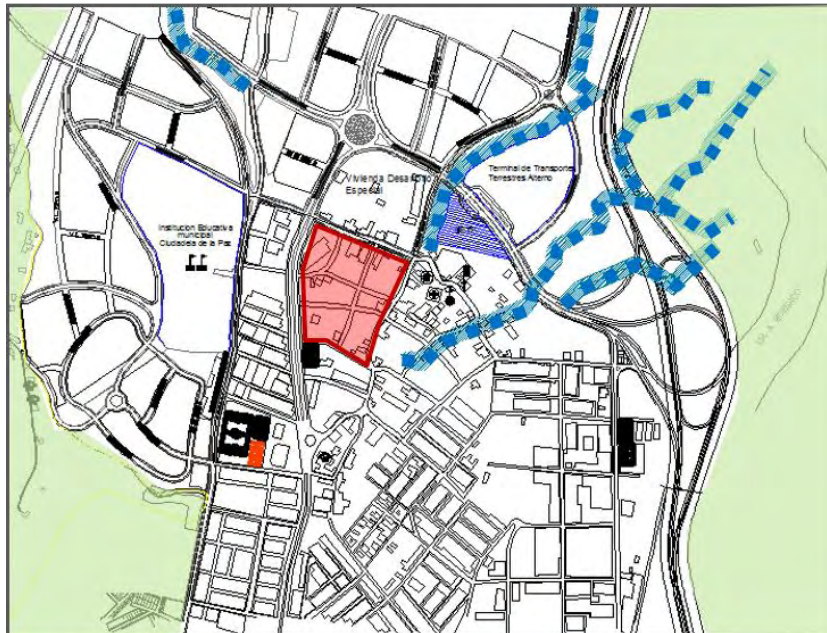 Vivienda Desarrollo
Especial
Terminal de Transporte
Terrestres Alterno
Institucion Educativa
municipal
Ciudadela de la Paz